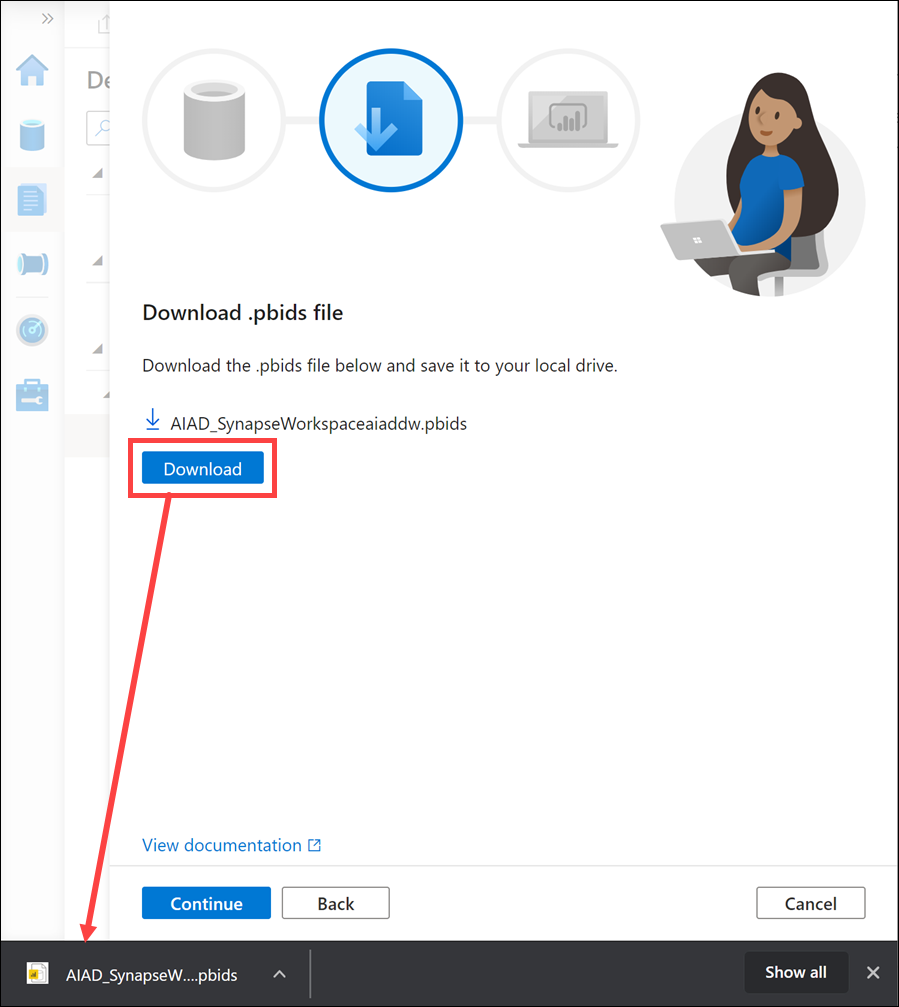 De
Download .pbids file
Download the .pbids file below and save it to your local drive.
AIAD_SynapseWorkspaceaiaddw.pbids
Download
View documentation
Continue
Back
Cancel
AIAD_SynapseW....pbids
Show all